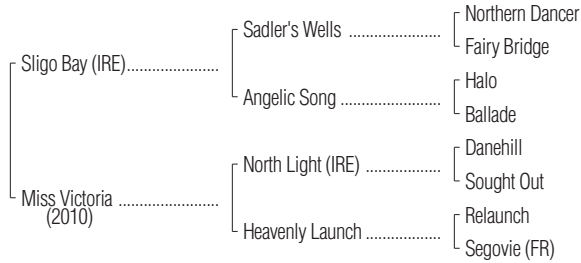 Northern Dancer
Sadler's Wells ....................
Fairy Bridge
Sligo Bay (IRE)....................
Halo
Angelic Song ......................
Ballade
Danehill
North Light (IRE) ................
Sought Out
Miss Victoria ......................
(2010)
Relaunch
Heavenly Launch................
Segovie (FR)